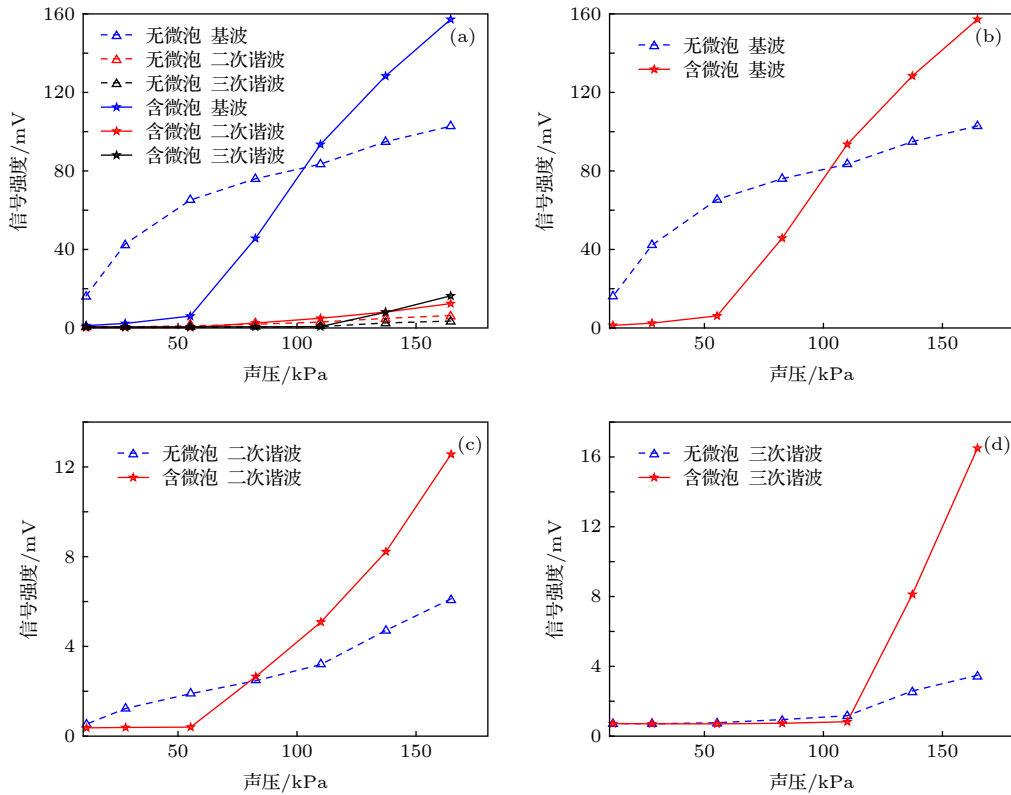 (a)
无微泡 基波
无微泡 二次谐波
无微泡 三次谐波
含微泡 基波
含微泡 二次谐波
含微泡 三次谐波
160
120
80
40
0
信号强度/mV
50
100
150
声压/kPa
(b)
无微泡 基波
含微泡 基波
160
120
80
40
0
信号强度/mV
50
100
150
声压/kPa
(c)
无微泡 二次谐波
含微泡 二次谐波
12
8
4
0
信号强度/mV
50
100
150
声压/kPa
(d)
无微泡 三次谐波
含微泡 三次谐波
16
12
8
4
0
信号强度/mV
50
100
150
声压/kPa